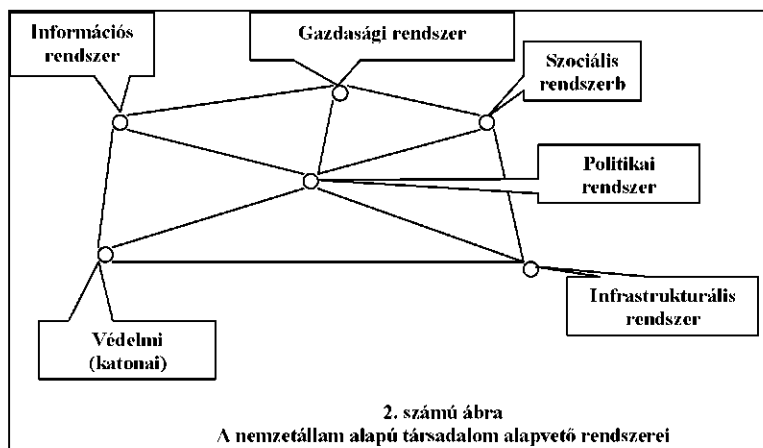 Információs
rendszer
Gazdasági rendszer
Szociális
rendszerb
Politikai
rendszer
Infrastrukturális
rendszer
Védelmi
(katonai)
2. számú ábra
A nemzetállam alapú társadalom alapvető rendszerei